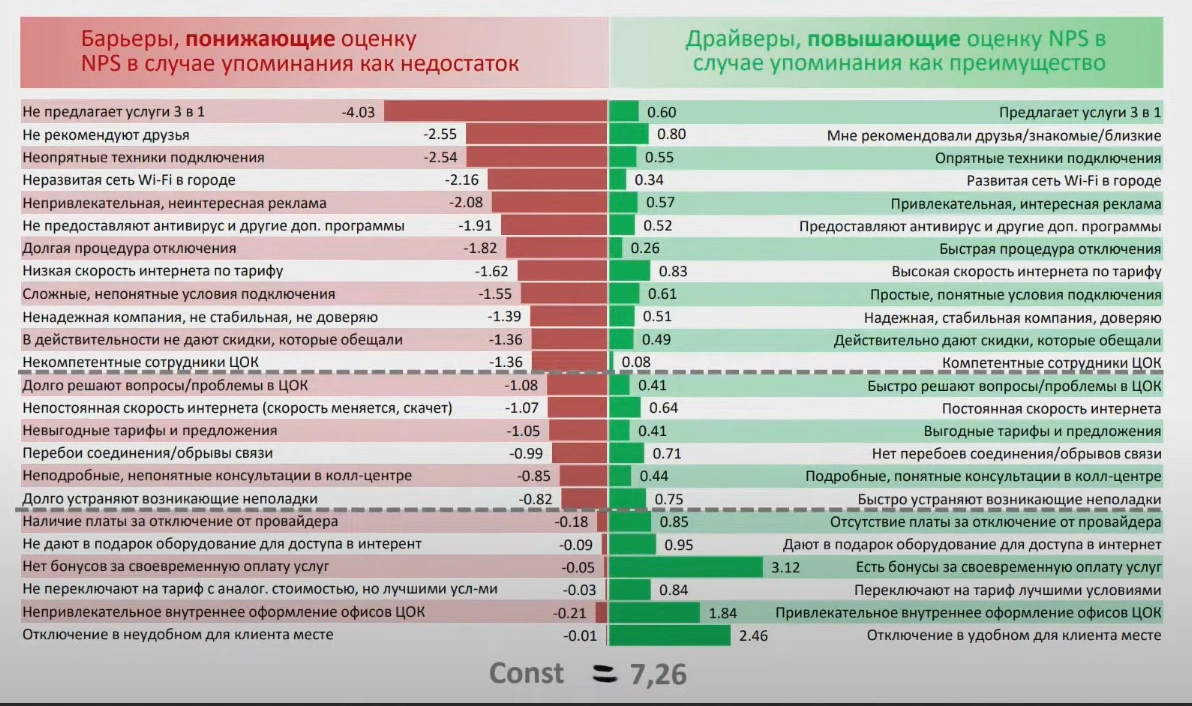 Барьеры, понижающие оценку
NPS в случае упоминания как недостаток
Драйверы, повышающие оценку NPS в
случае упоминания как преимущество
Не предлагает услуги 3 в 1 -4.03 0.60 Предлагает услуги 3 в 1
Не рекомендуют друзья -2.55 0.80 Мне рекомендовали друзья/знакомые/близкие
Неопрятные техники подключения -2.54 0.55 Опрятные техники подключения
Неразвитая сеть Wi-Fi в городе -2.16 0.34 Развитая сеть Wi-Fi в городе
Непривлекательная, неинтересная реклама -2.08 0.57 Привлекательная, интересная реклама
Не предоставляют антивирус и другие доп. программы -1.91 0.52 Предоставляют антивирус и другие доп. программы
Долгая процедура отключения -1.82 0.26 Быстрая процедура отключения
Низкая скорость интернета по тарифу -1.62 0.83 Высокая скорость интернета по тарифу
Сложные, непонятные условия подключения -1.55 0.61 Простые, понятные условия подключения
Ненадежная компания, не стабильная, не доверяю -1.39 0.51 Надежная, стабильная компания, доверяю
В действительности не дают скидки, которые обещали -1.36 0.49 Действительно дают скидки, которые обещали
Некомпетентные сотрудники ЦОК -1.36 0.08 Компетентные сотрудники ЦОК
Долго решают вопросы/проблемы в ЦОК -1.08 0.41 Быстро решают вопросы/проблемы в ЦОК
Непостоянная скорость интернета (скорость меняется, скачет) -1.07 0.64 Постоянная скорость интернета
Невыгодные тарифы и предложения -1.05 0.41 Выгодные тарифы и предложения
Перебои соединения/обрывы связи -0.99 0.71 Нет перебоев соединения/обрывов связи
Неподробные, непонятные консультации в колл-центре -0.85 0.44 Подробные, понятные консультации в колл-центре
Долго устраняют возникающие неполадки -0.82 0.75 Быстро устраняют возникающие неполадки
Наличие платы за отключение от провайдера -0.18 0.85 Отсутствие платы за отключение от провайдера
Не дают в подарок оборудование для доступа в интерент -0.09 0.95 Дают в подарок оборудование для доступа в интернет
Нет бонусов за своевременную оплату услуг -0.05 3.12 Есть бонусы за своевременную оплату услуг
Не переключают на тариф с аналог. стоимостью, но лучшими усл-ми -0.03 0.84 Переключают на тариф лучшими условиями
Непривлекательное внутреннее оформление офисов ЦОК -0.21 1.84 Привлекательное внутреннее оформление офисов ЦОК
Отключение в неудобном для клиента месте -0.01 2.46 Отключение в удобном для клиента месте
Const = 7,26